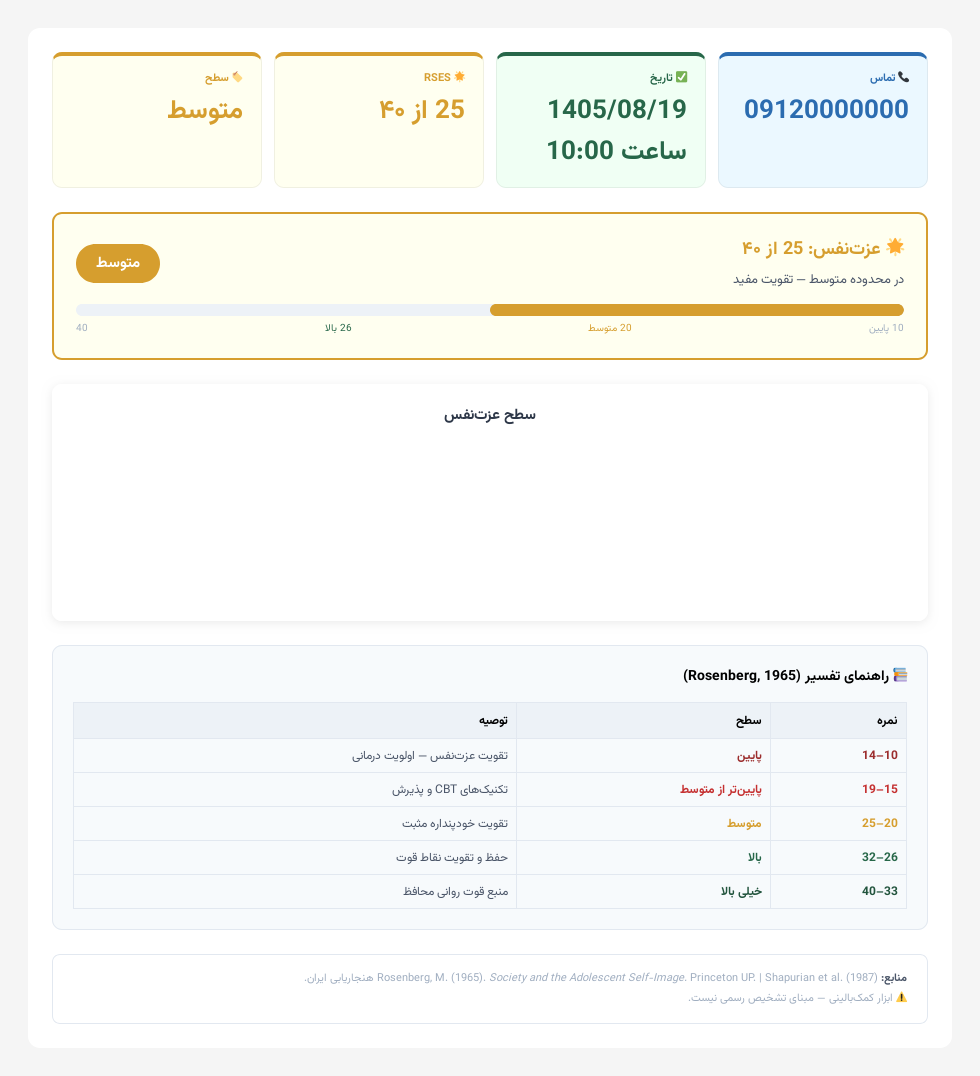 📞 تماس
09120000000
✅ تاریخ
1405/08/19
ساعت 10:00
🌟 RSES
25 از ۴۰
🏷️ سطح
متوسط
🌟 عزت‌نفس: 25 از ۴۰
در محدوده متوسط — تقویت مفید
متوسط
10 پایین 20 متوسط 26 بالا 40
سطح عزت‌نفس
📚 راهنمای تفسیر (Rosenberg, 1965)
نمره سطح توصیه
10–14 پایین تقویت عزت‌نفس — اولویت درمانی
15–19 پایین‌تر از متوسط تکنیک‌های CBT و پذیرش
20–25 متوسط تقویت خودپنداره مثبت
26–32 بالا حفظ و تقویت نقاط قوت
33–40 خیلی بالا منبع قوت روانی محافظ
منابع: Rosenberg, M. (1965). Society and the Adolescent Self-Image. Princeton UP. | Shapurian et al. (1987) هنجاریابی ایران.
⚠️ ابزار کمک‌بالینی — مبنای تشخیص رسمی نیست.